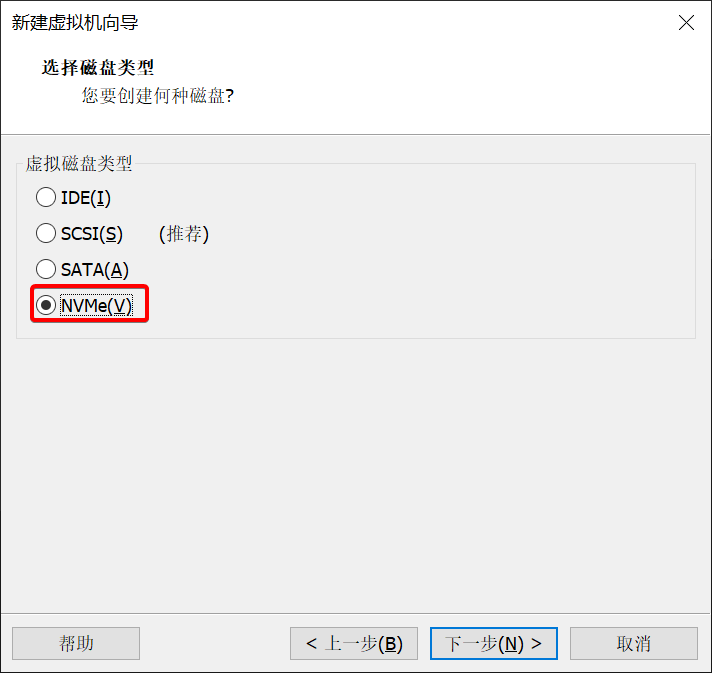 新建虚拟机向导
选择磁盘类型
您要创建何种磁盘?
虚拟磁盘类型
IDE(I)
SCSI(S) (推荐)
SATA(A)
NVMe(V)
帮助 < 上一步(B) 下一步(N) > 取消